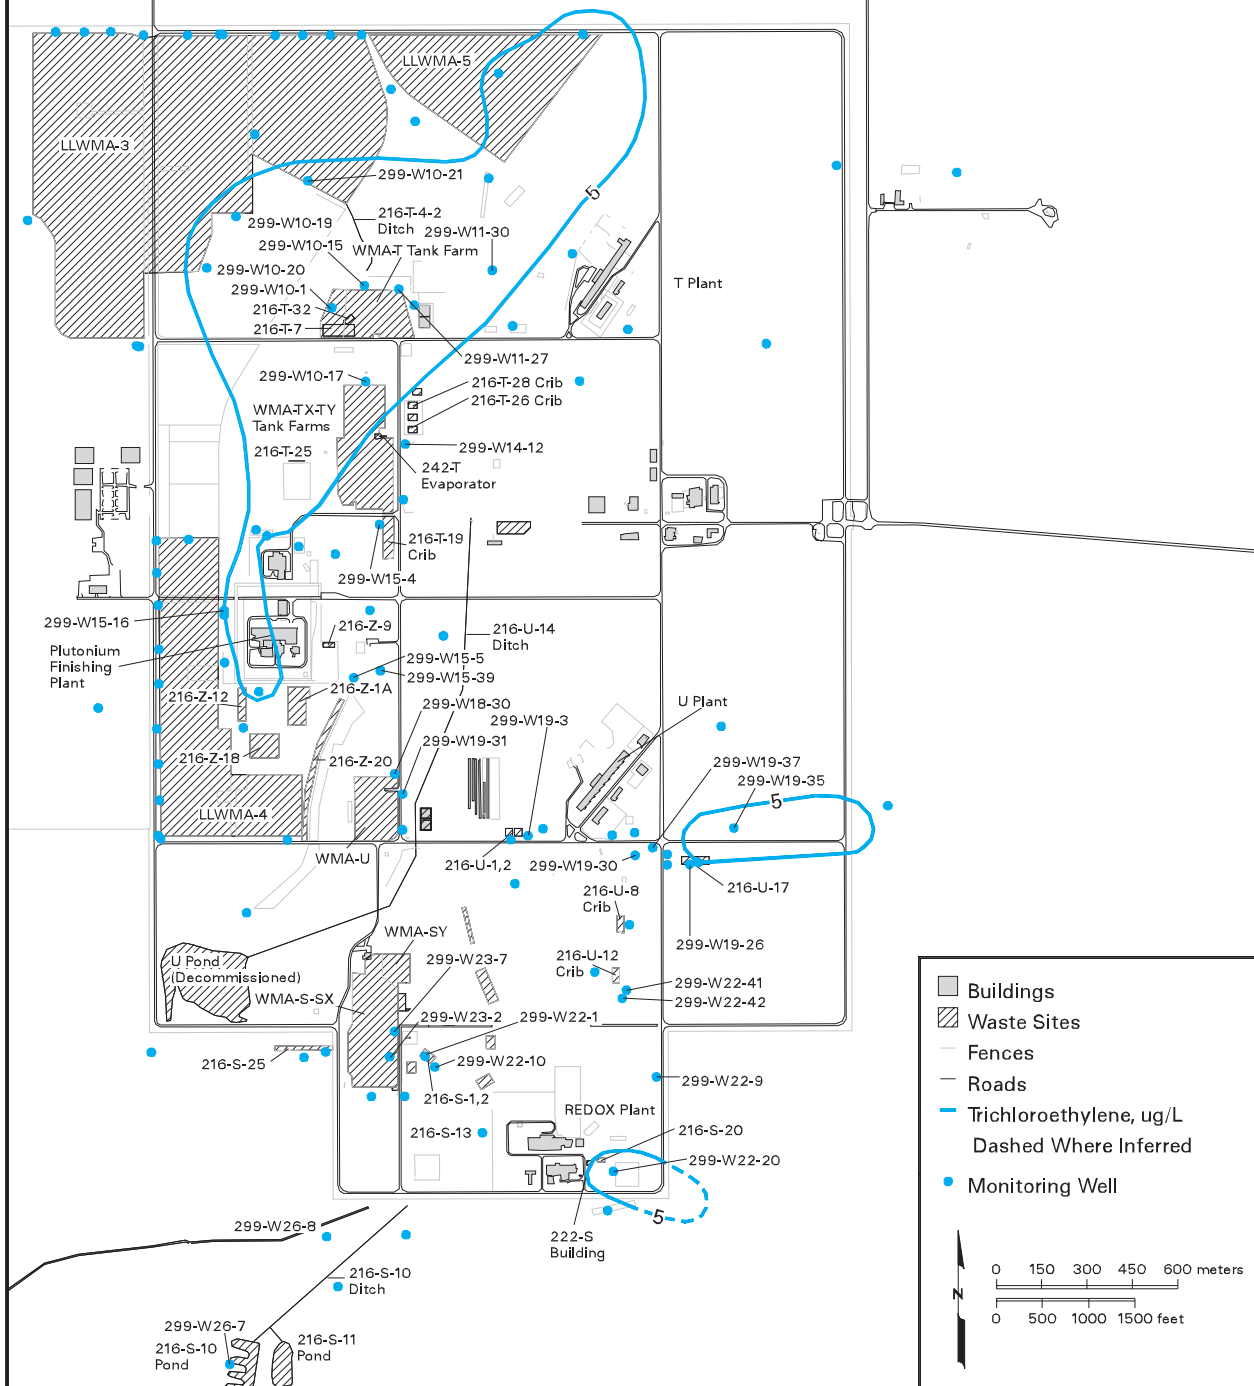 LLWMA-5
LLWMA-3
299-W10-21
5
216-T-4-2
Ditch
299-W10-19
299-W11-30
299-W10-15
WMA-T Tank Farm
299-W10-20
T Plant
299-W10-1
216-T-32
216-T-7
299-W11-27
299-W10-17
216-T-28 Crib
216-T-26 Crib
WMA-TX-TY
Tank Farms
216-T-25
299-W14-12
242-T
Evaporator
216-T-19
Crib
299-W15-4
299-W15-16
216-Z-9
216-U-14
Ditch
Plutonium
Finishing
Plant
299-W15-5
299-W15-39
216-Z-12
216-Z-1A
299-W18-30
U Plant
299-W19-3
299-W19-31
216-Z-18
216-Z-20
299-W19-37
299-W19-35
5
LLWMA-4
WMA-U
216-U-1,2
299-W19-30
216-U-17
216-U-8
Crib
299-W19-26
WMA-SY
U Pond
(Decommissioned)
299-W23-7
216-U-12
Crib
299-W22-41
299-W22-42
WMA-S-SX
299-W23-2
299-W22-1
216-S-25
299-W22-10
299-W22-9
216-S-1,2
REDOX Plant
216-S-13
216-S-20
299-W22-20
5
222-S
Building
299-W26-8
216-S-10
Ditch
299-W26-7
216-S-10
Pond
216-S-11
Pond
Buildings
Waste Sites
Fences
Roads
Trichloroethylene, ug/L
Dashed Where Inferred
Monitoring Well
N
0 150 300 450 600 meters
0 500 1000 1500 feet